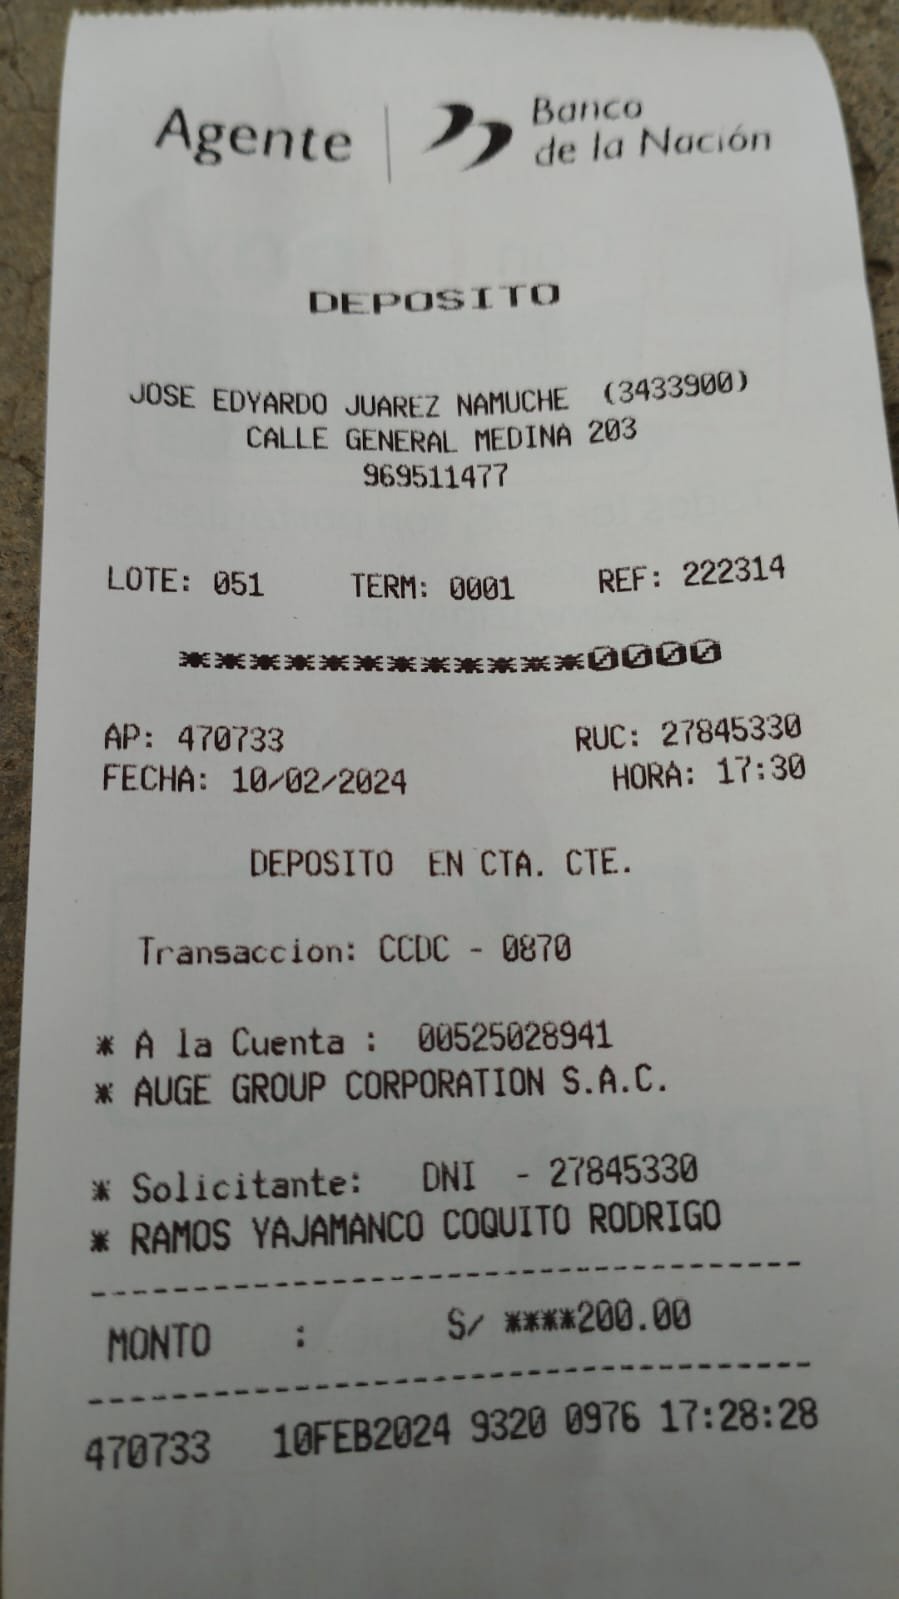 Agente
Banco
de la Nación
DEPOSITO
JOSE EDYARDO JUAREZ NAMUCHE (3433900)
CALLE GENERAL MEDINA 203
969511477
LOTE: 051 TERM: 0001 REF: 222314
************0000
AP: 470733 RUC: 27845330
FECHA: 10/02/2024 HORA: 17:30
DEPOSITO EN CTA. CTE.
Transaccion: CCDC - 0870
* A la Cuenta : 00525028941
* AUGE GROUP CORPORATION S.A.C.
* Solicitante: DNI - 27845330
* RAMOS YAJAMANCO COQUITO RODRIGO
MONTO : S/ ****200.00
470733 10FEB2024 9320 0976 17:28:28